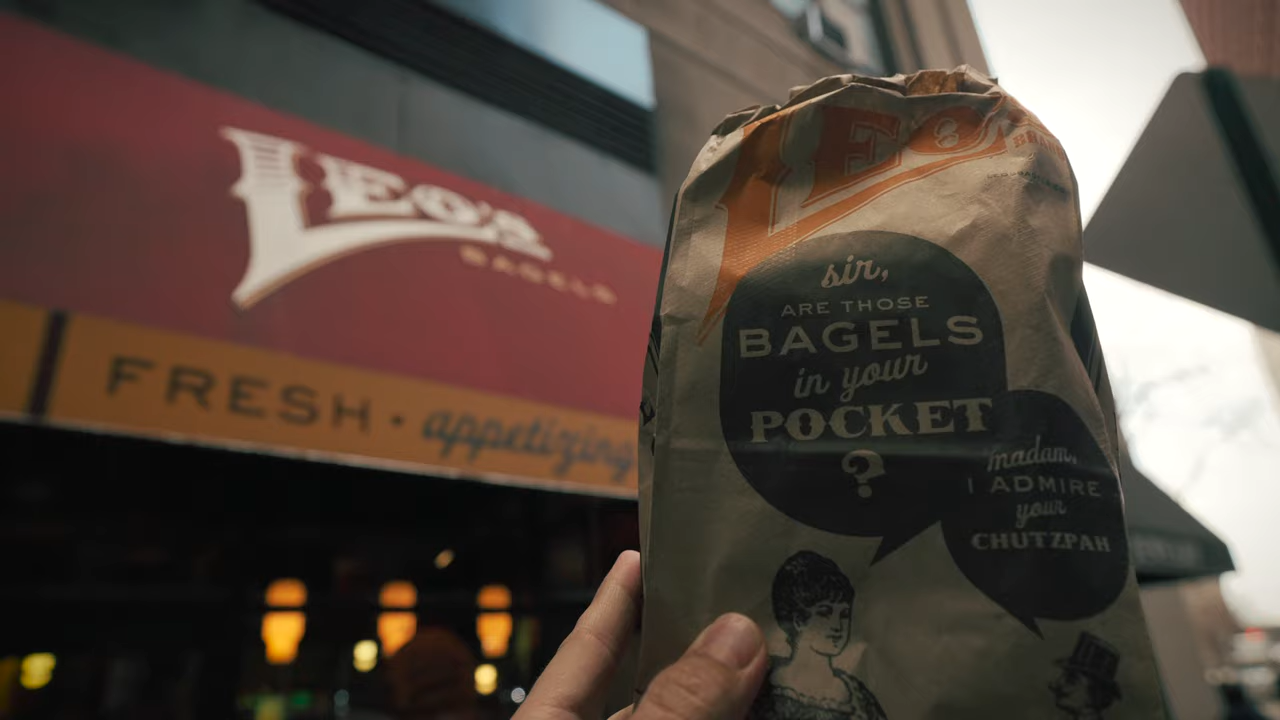 LEO'S
BAGELS
FRESH · appetizing
LEO'S
sir,
ARE THOSE
BAGELS
in your
POCKET
?
madam,
I ADMIRE
your
CHUTZPAH